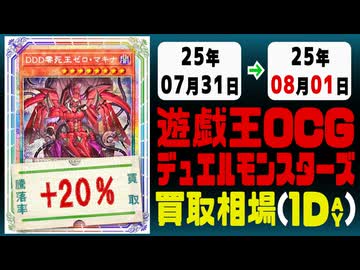 DDD零死王ゼロ・マキナ
闇
+20%
騰落率
買取
25年
07月31日
25年
08月01日
遊戯王OCG
デュエルモンスターズ
買取相場(1D)